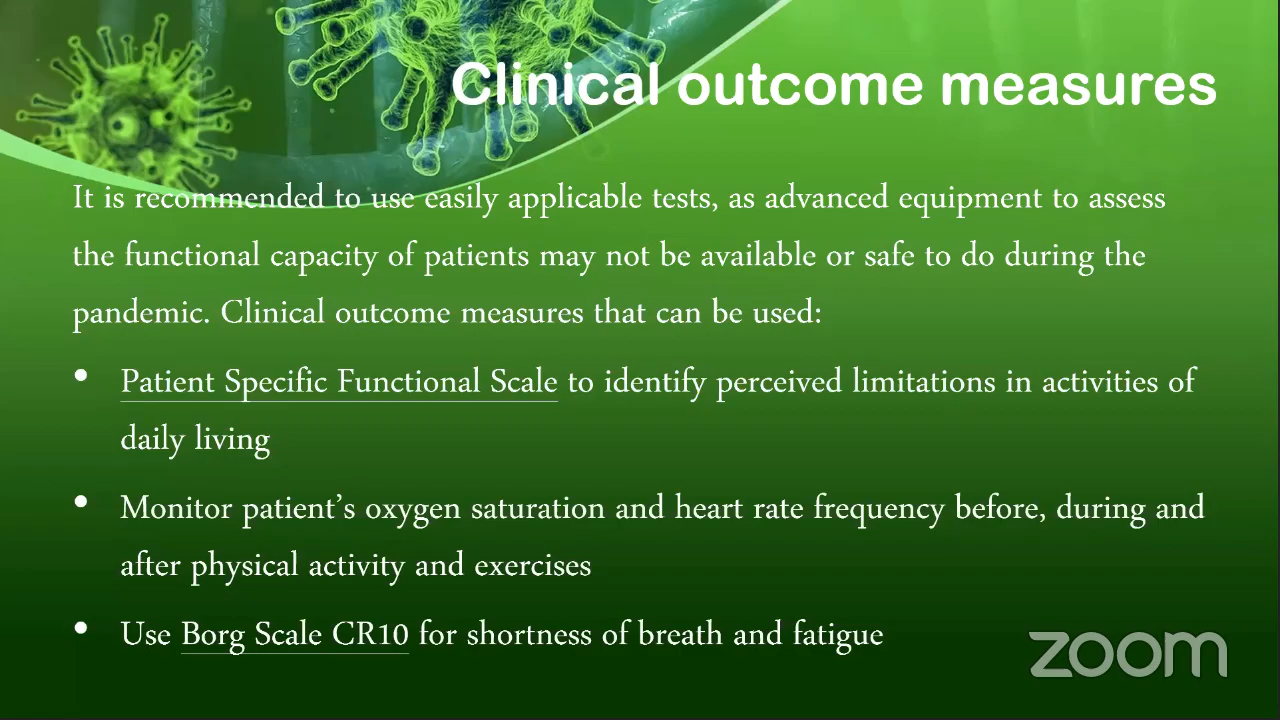 Clinical outcome measures
It is recommended to use easily applicable tests, as advanced equipment to assess
the functional capacity of patients may not be available or safe to do during the
pandemic. Clinical outcome measures that can be used:
• Patient Specific Functional Scale to identify perceived limitations in activities of
daily living
• Monitor patient’s oxygen saturation and heart rate frequency before, during and
after physical activity and exercises
• Use Borg Scale CR10 for shortness of breath and fatigue
zoom